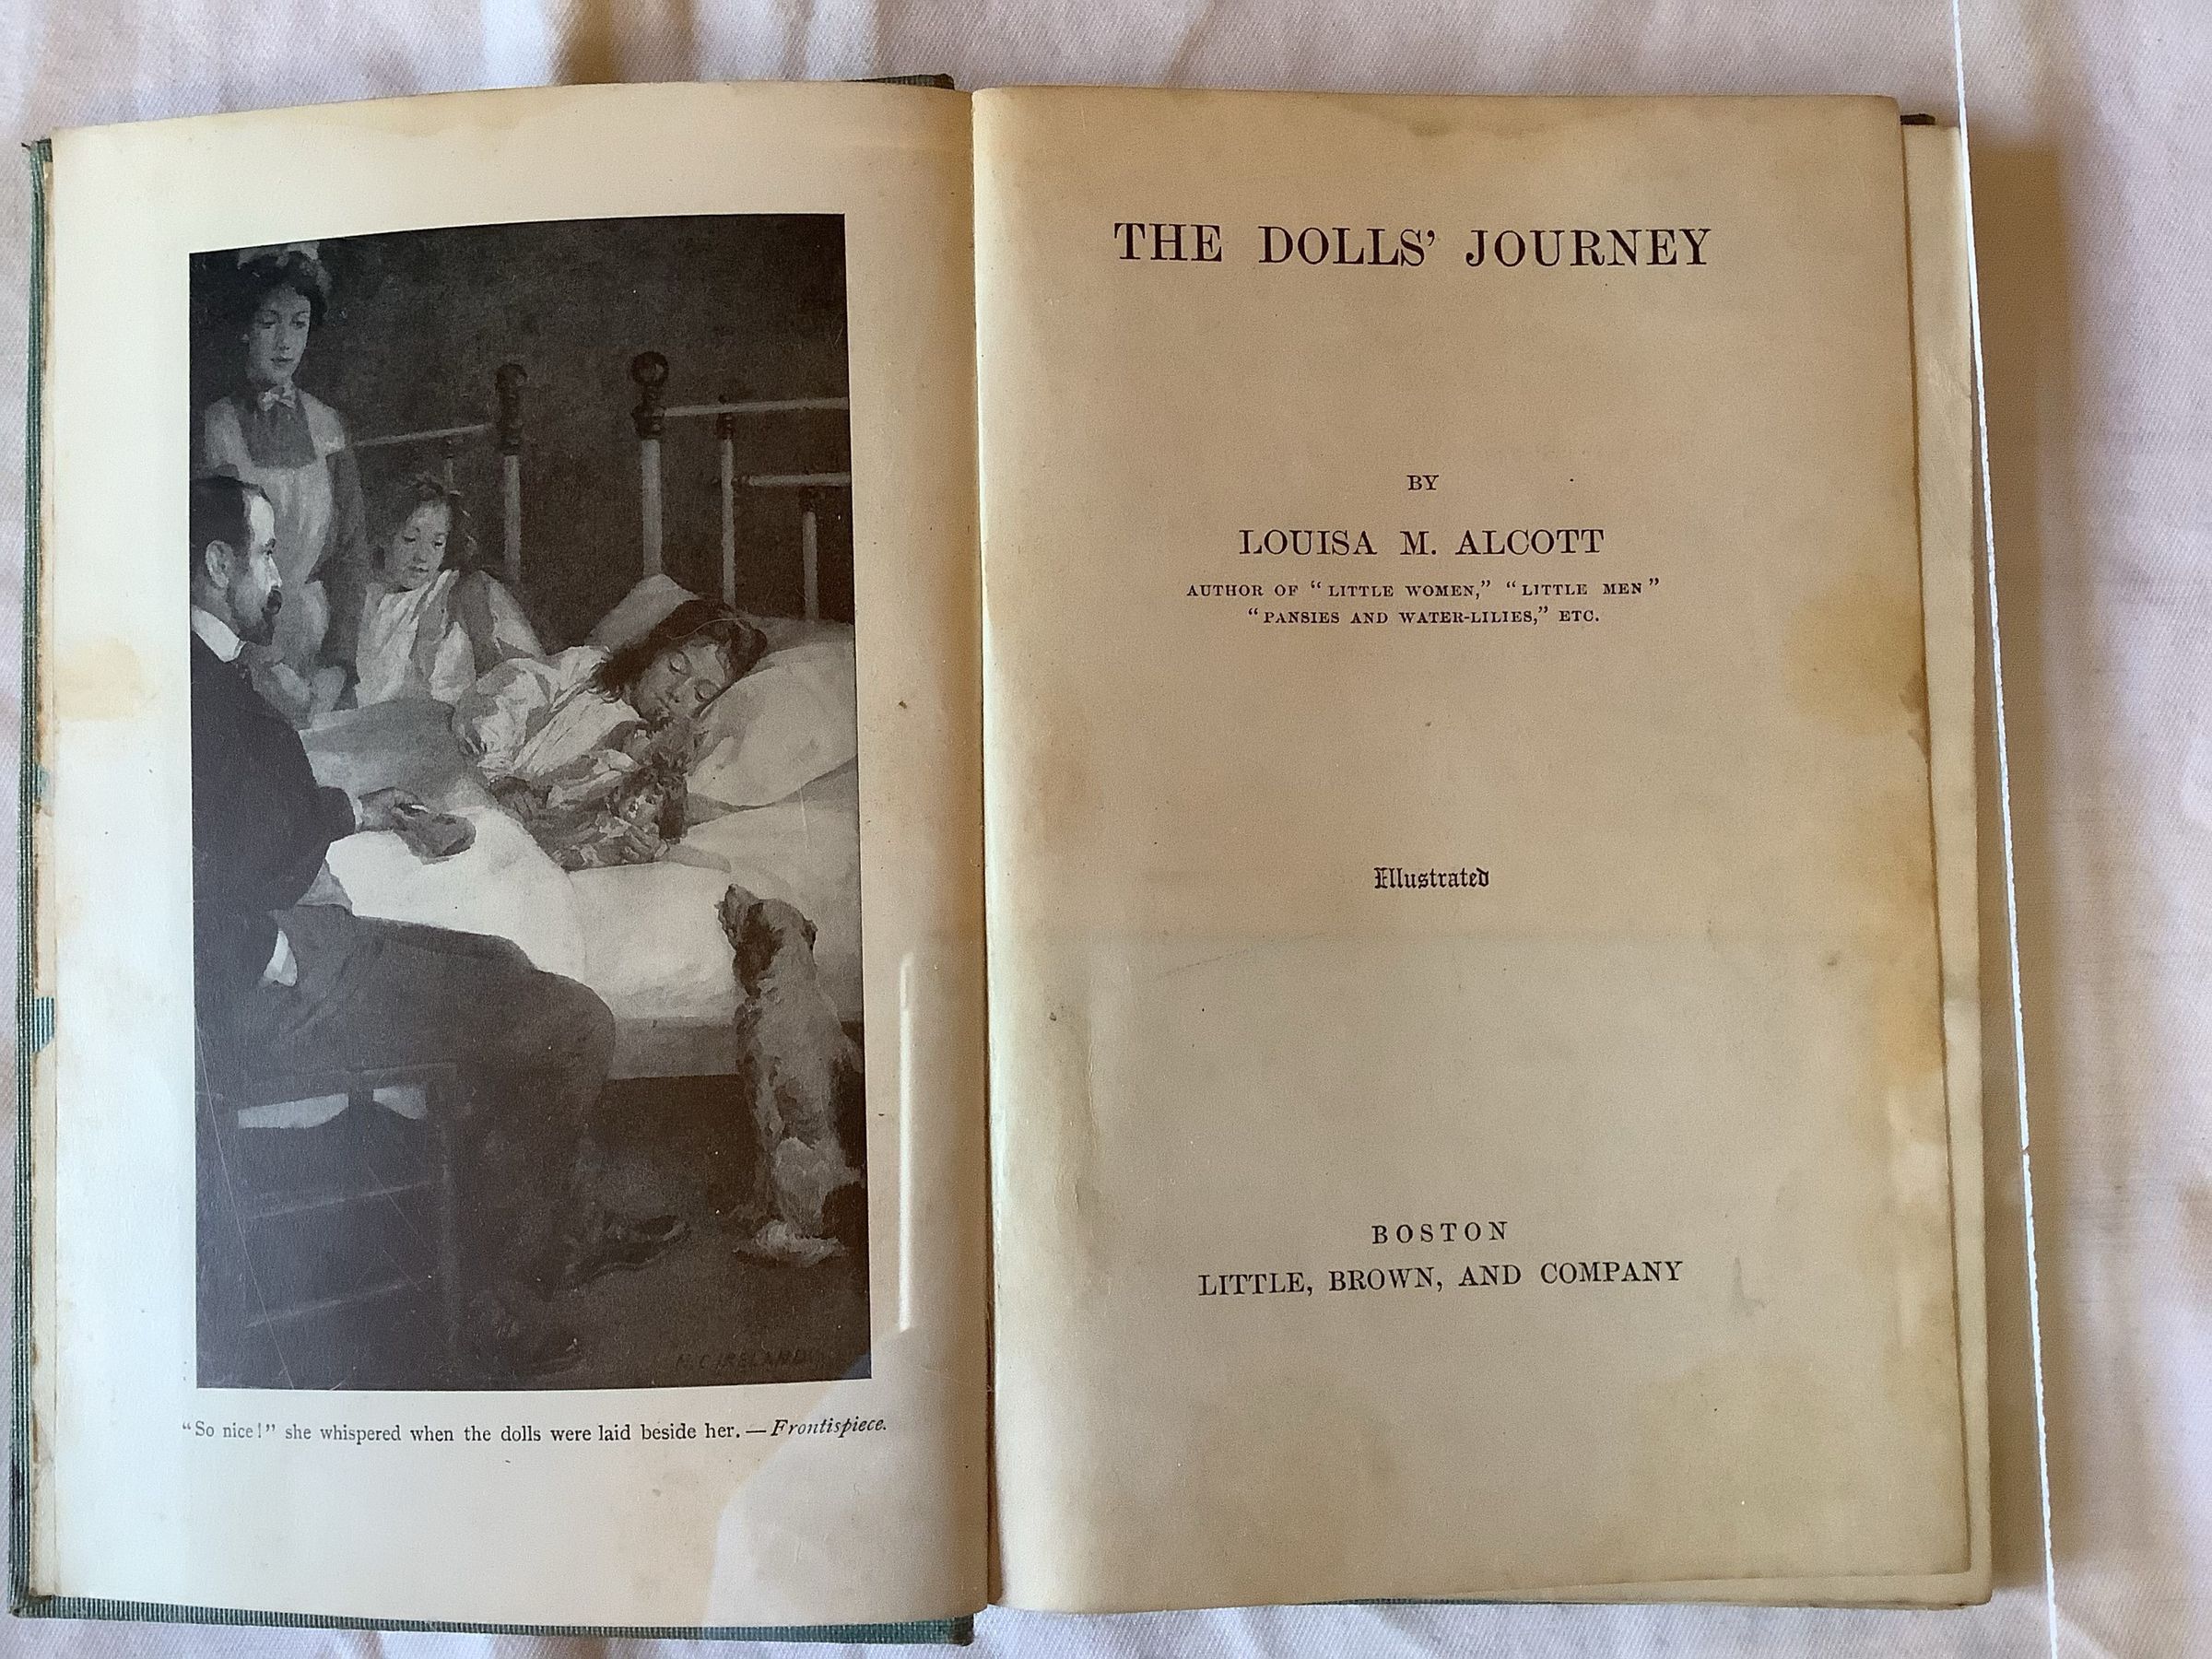 N. C. IRELAND
“So nice!” she whispered when the dolls were laid beside her. — Frontispiece.
THE DOLLS’ JOURNEY
BY
LOUISA M. ALCOTT
AUTHOR OF “LITTLE WOMEN,” “LITTLE MEN”
“PANSIES AND WATER-LILIES,” ETC.
Illustrated
BOSTON
LITTLE, BROWN, AND COMPANY